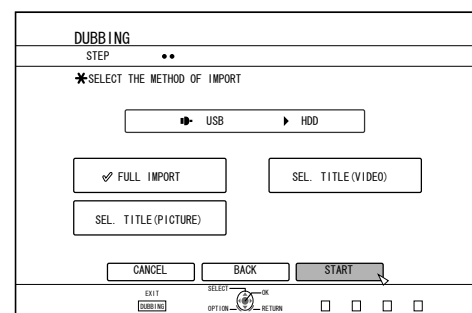 DUBBING
STEP
*SELECT THE METHOD OF IMPORT
USB HDD
FULL IMPORT
SEL. TITLE(VIDEO)
SEL. TITLE(PICTURE)
CANCEL BACK START
EXIT
DUBBING
SELECT OK
OPTION RETURN